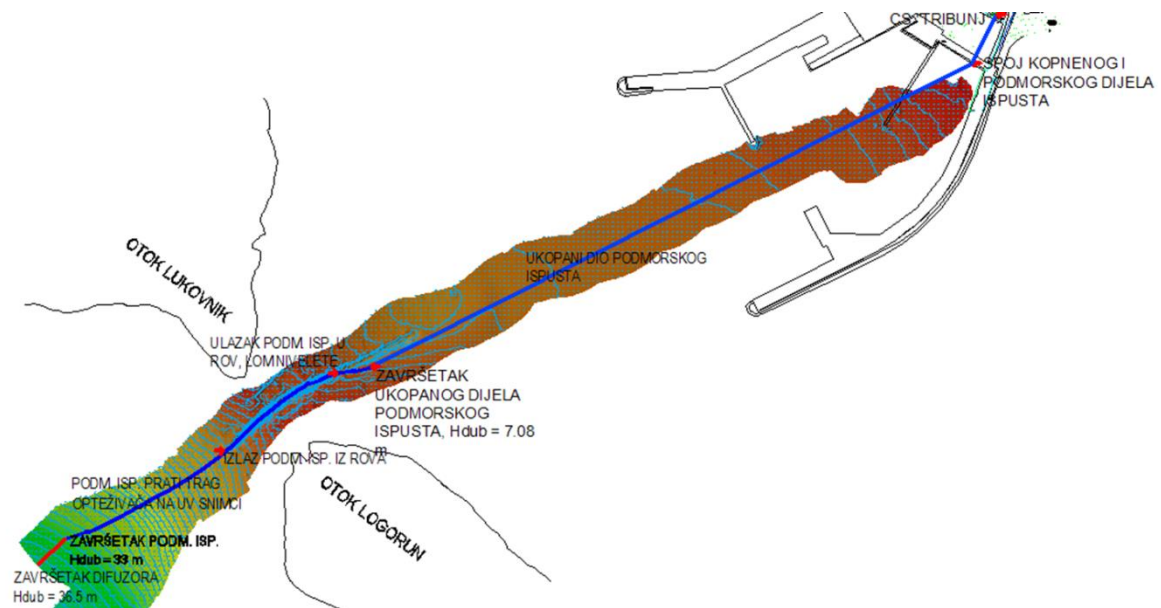 CS "TRIBUNJ"
SPOJ KOPNENOG I
PODMORSKOG DIJELA
ISPUSTA
OTOK LUKOVNIK
UKOPANI DIO PODMORSKOG
ISPUSTA
ULAZAK PODM. ISP. U
ROV, LOM NIVELETE
ZAVRŠETAK
UKOPANOG DIJELA
PODMORSKOG
ISPUSTA, Hdub = 7.08
m
IZLAZ PODM. ISP. IZ ROVA
OTOK LOGORUN
PODM. ISP. PRATI TRAG
OPTEŽIVAČA NA UV SNIMCI
ZAVRŠETAK PODM. ISP.
Hdub = 33 m
ZAVRŠETAK DIFUZORA
Hdub = 36.5 m